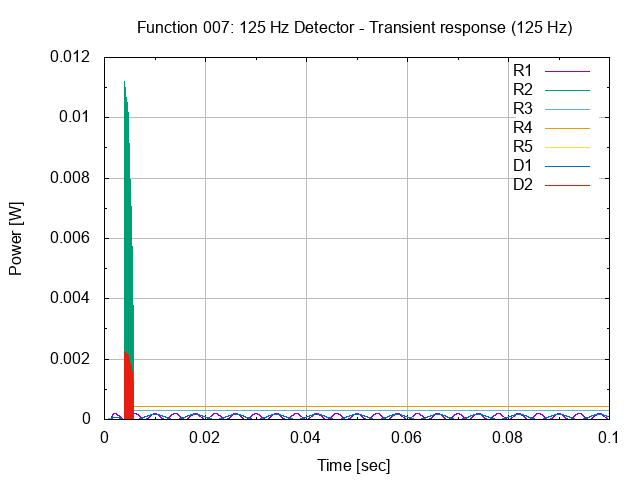 Function 007: 125 Hz Detector - Transient response (125 Hz)
0.012
0.01
0.008
0.006
0.004
0.002
0
Power [W]
R1
R2
R3
R4
R5
D1
D2
0 0.02 0.04 0.06 0.08 0.1
Time [sec]